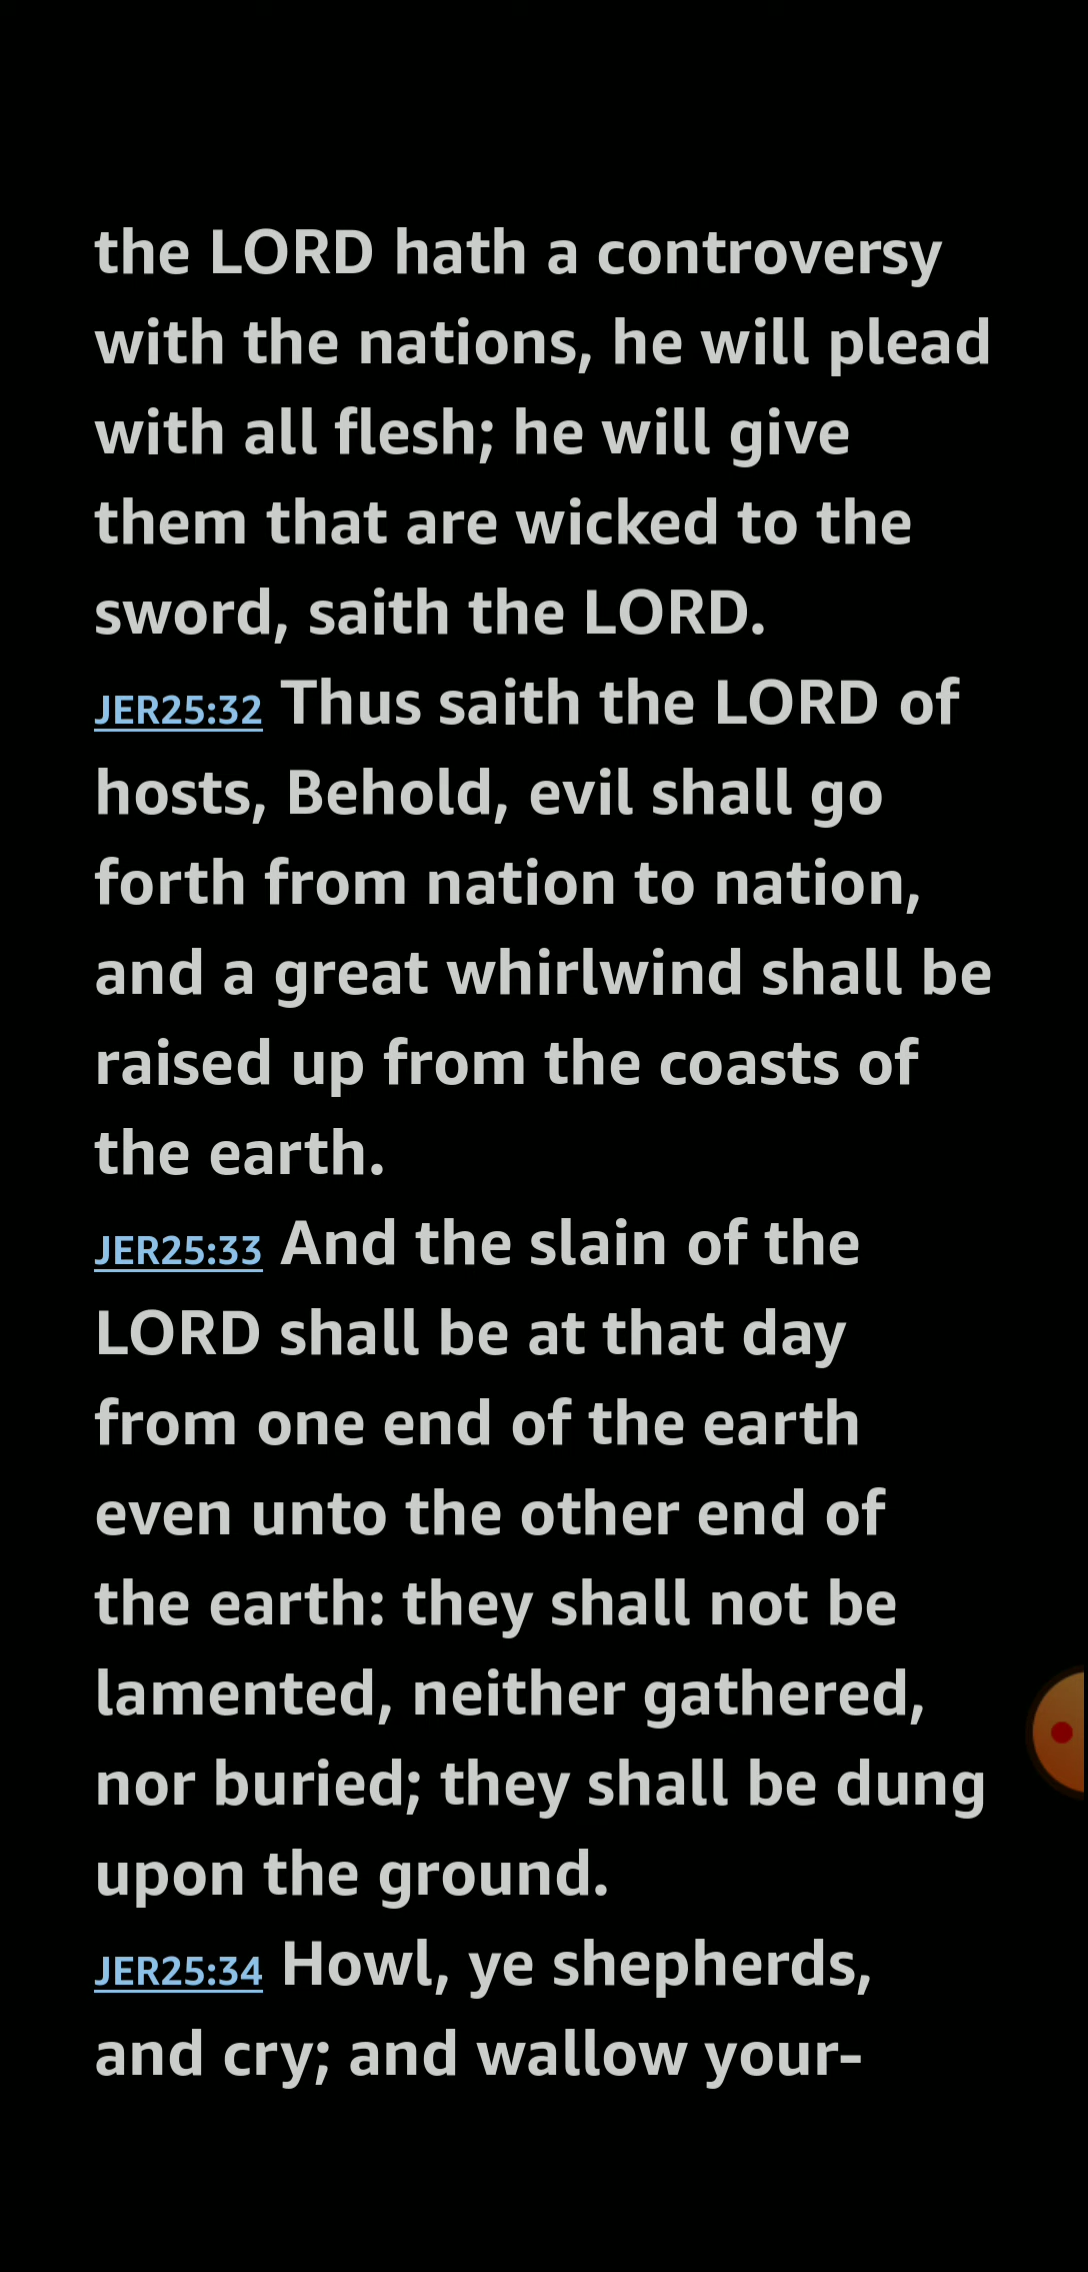 the LORD hath a controversy
with the nations, he will plead
with all flesh; he will give
them that are wicked to the
sword, saith the LORD.
JER25:32 Thus saith the LORD of
hosts, Behold, evil shall go
forth from nation to nation,
and a great whirlwind shall be
raised up from the coasts of
the earth.
JER25:33 And the slain of the
LORD shall be at that day
from one end of the earth
even unto the other end of
the earth: they shall not be
lamented, neither gathered,
nor buried; they shall be dung
upon the ground.
JER25:34 Howl, ye shepherds,
and cry; and wallow your-